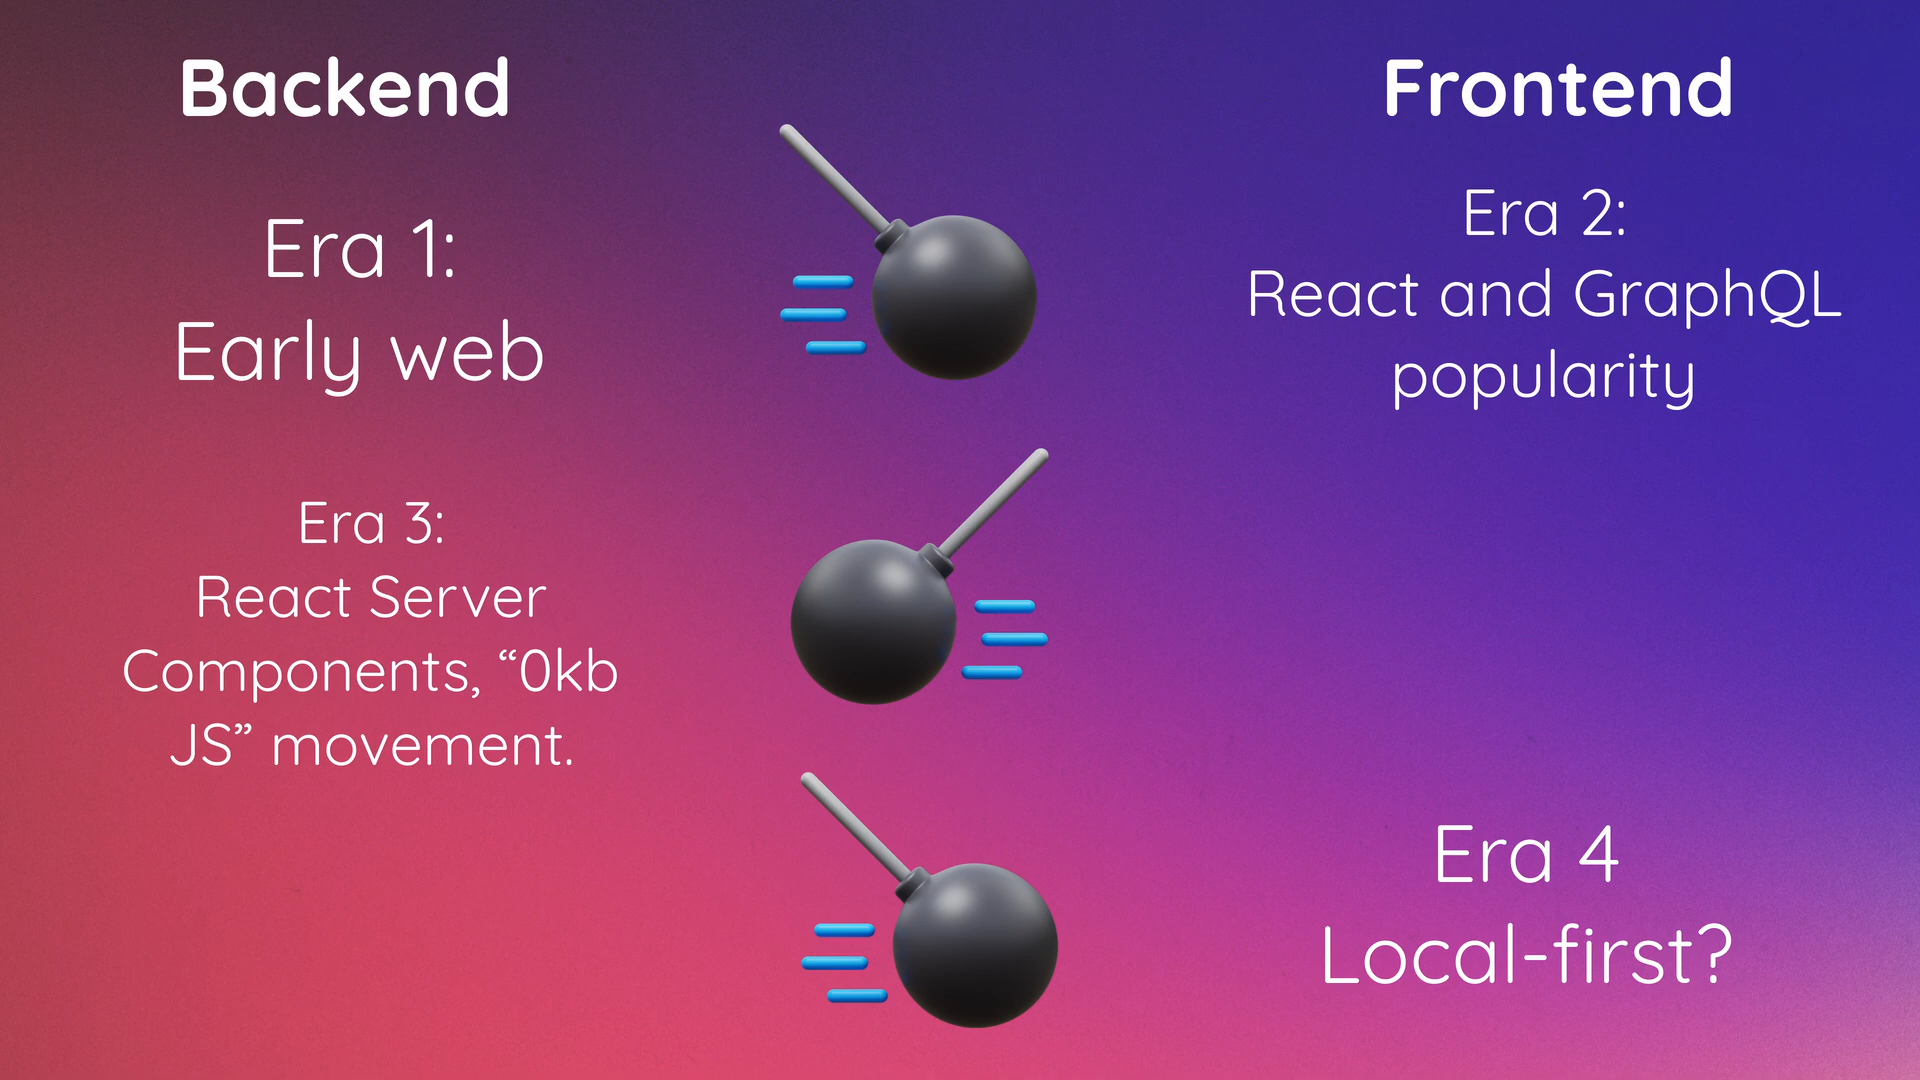 Backend
Frontend
Era 1:
Early web
Era 2:
React and GraphQL
popularity
Era 3:
React Server
Components, “0kb
JS” movement.
Era 4
Local-first?